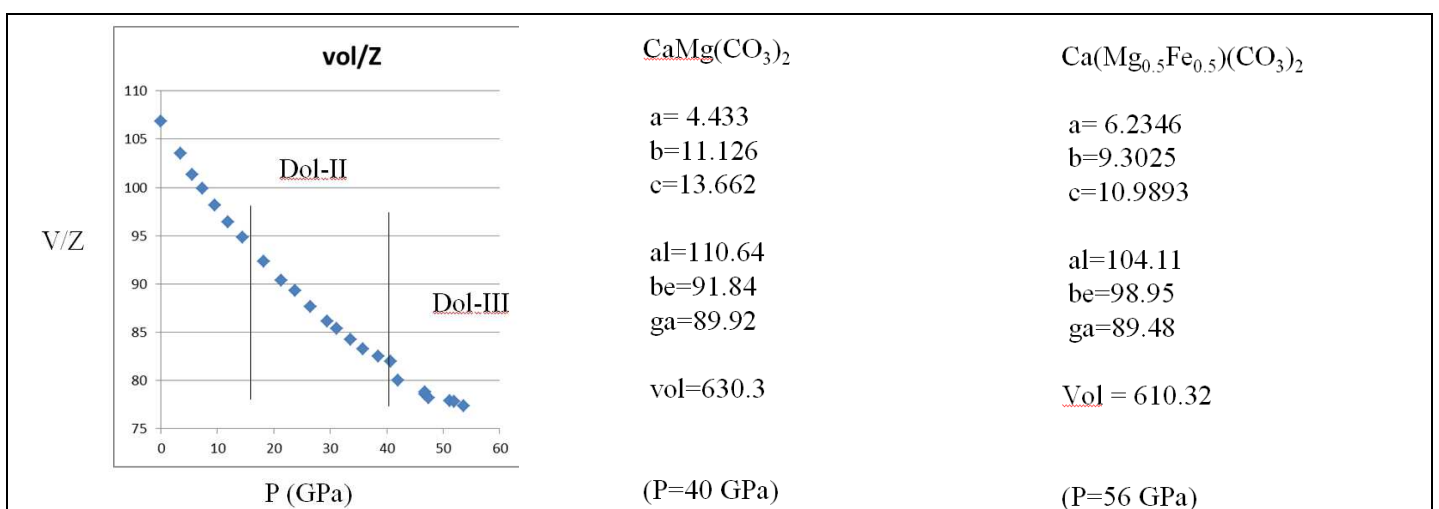 vol/Z
110
105
100
95
90
85
80
75
0 10 20 30 40 50 60
Dol-II
Dol-III
V/Z
P (GPa)
CaMg(CO₃)₂
a= 4.433
b=11.126
c=13.662
al=110.64
be=91.84
ga=89.92
vol=630.3
(P=40 GPa)
Ca(Mg₀.₅Fe₀.₅)(CO₃)₂
a= 6.2346
b=9.3025
c=10.9893
al=104.11
be=98.95
ga=89.48
Vol = 610.32
(P=56 GPa)